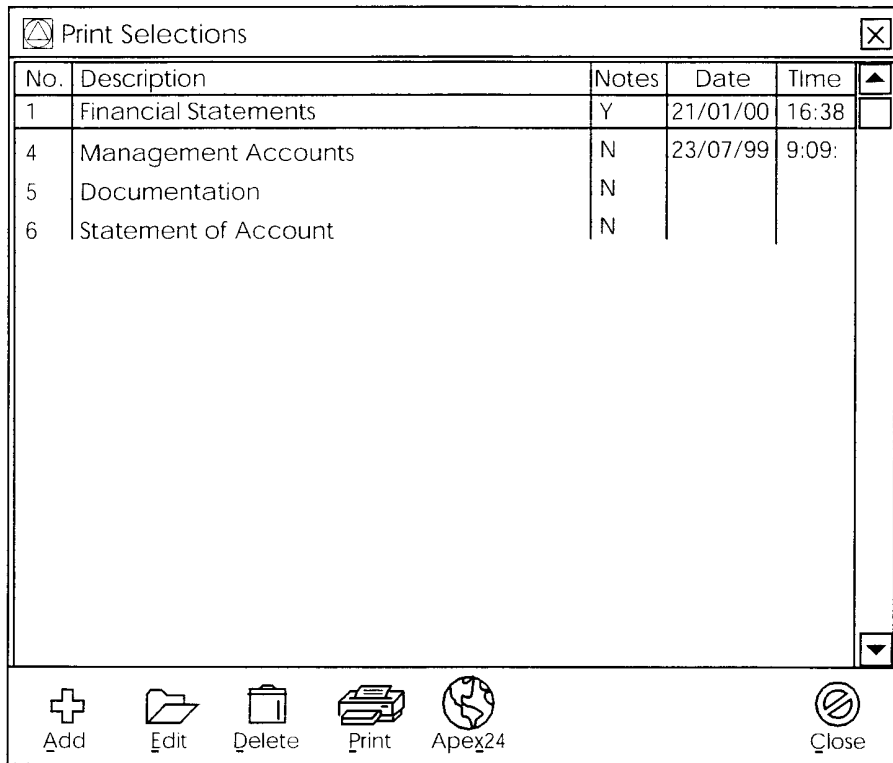 Print Selections
No. Description Notes Date Time
1 Financial Statements Y 21/01/00 16:38
4 Management Accounts N 23/07/99 9:09:
5 Documentation N
6 Statement of Account N
Add Edit Delete Print Apex24 Close